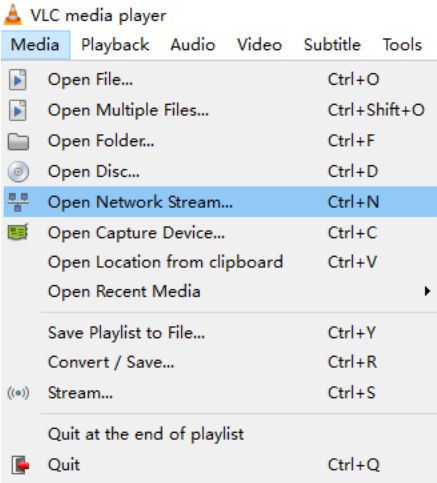 VLC media player
Media Playback Audio Video Subtitle Tools
Open File... Ctrl+O
Open Multiple Files... Ctrl+Shift+O
Open Folder... Ctrl+F
Open Disc... Ctrl+D
Open Network Stream... Ctrl+N
Open Capture Device... Ctrl+C
Open Location from clipboard Ctrl+V
Open Recent Media
Save Playlist to File... Ctrl+Y
Convert / Save... Ctrl+R
Stream... Ctrl+S
Quit at the end of playlist
Quit Ctrl+Q